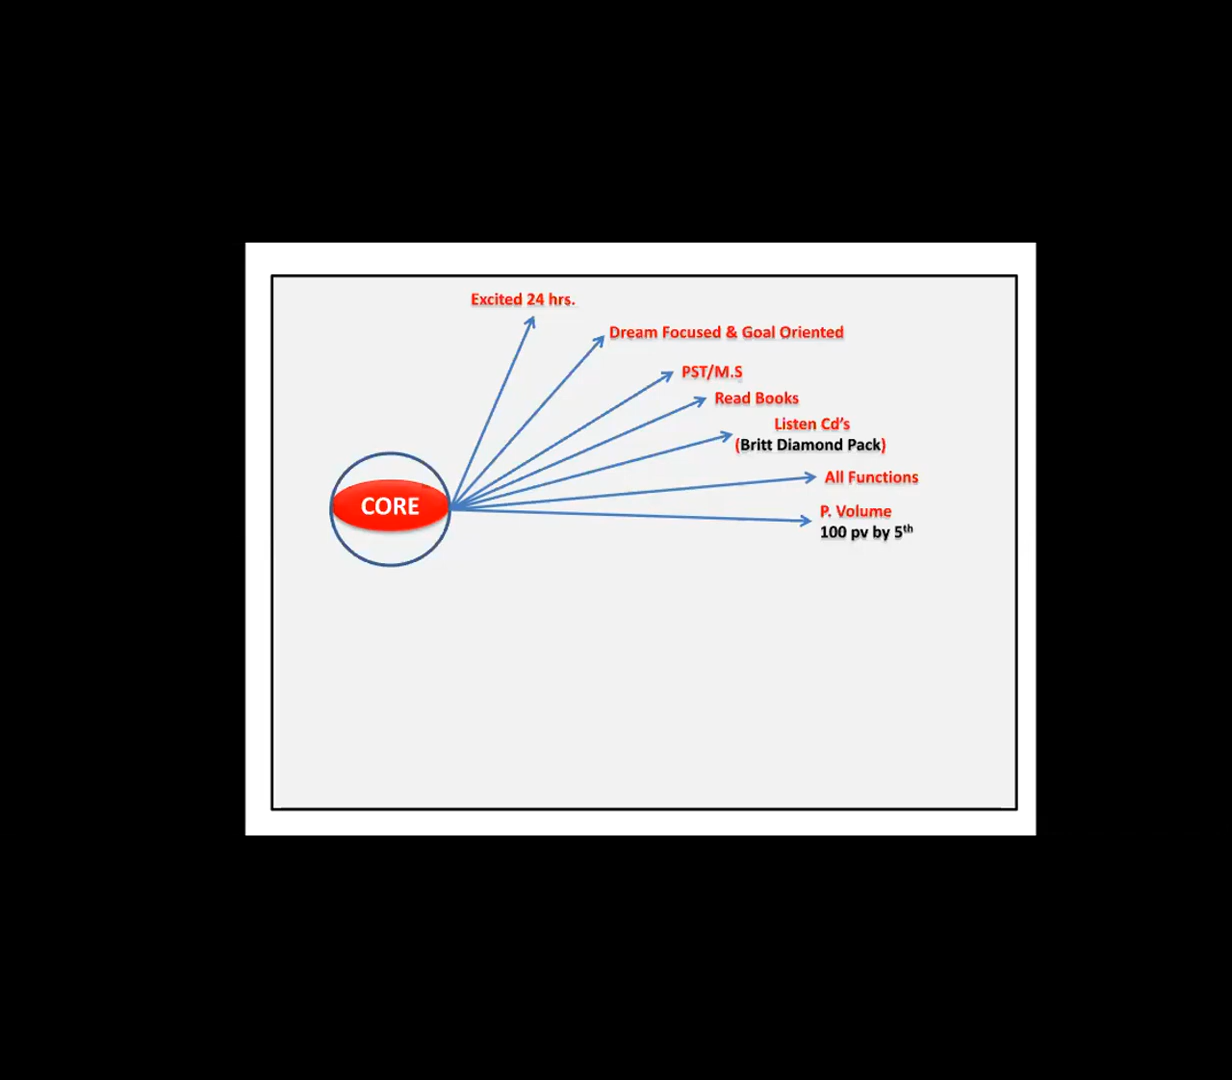 Excited 24 hrs.
Dream Focused & Goal Oriented
PST/M.S
Read Books
Listen Cd's
(Britt Diamond Pack)
All Functions
CORE
P. Volume
100 pv by 5th